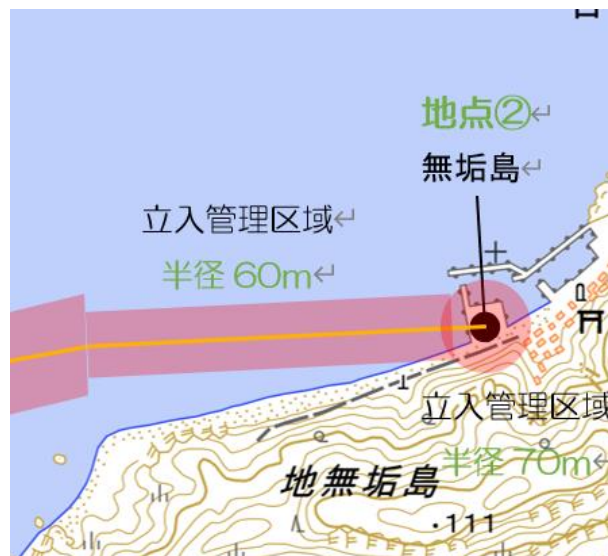 地点②↵
無垢島↵
立入管理区域↵
半径 60m↵
立入管理区域
半径 70m↵
地無垢島
・111